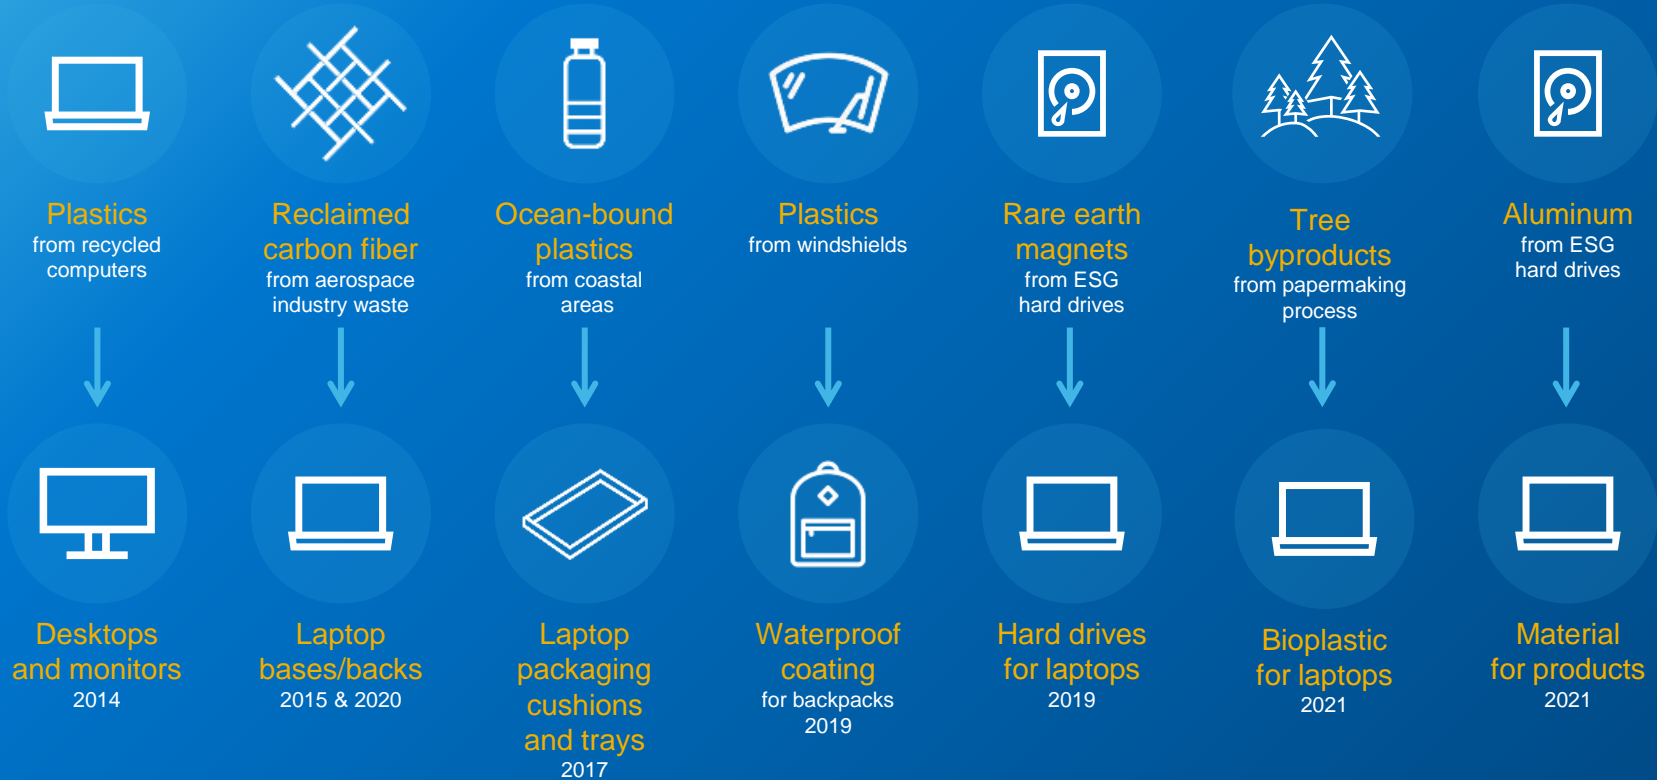 Plastics
from recycled
computers
Reclaimed
carbon fiber
from aerospace
industry waste
Ocean-bound
plastics
from coastal
areas
Plastics
from windshields
Rare earth
magnets
from ESG
hard drives
Tree
byproducts
from papermaking
process
Aluminum
from ESG
hard drives
Desktops
and monitors
2014
Laptop
bases/backs
2015 & 2020
Laptop
packaging
cushions
and trays
2017
Waterproof
coating
for backpacks
2019
Hard drives
for laptops
2019
Bioplastic
for laptops
2021
Material
for products
2021